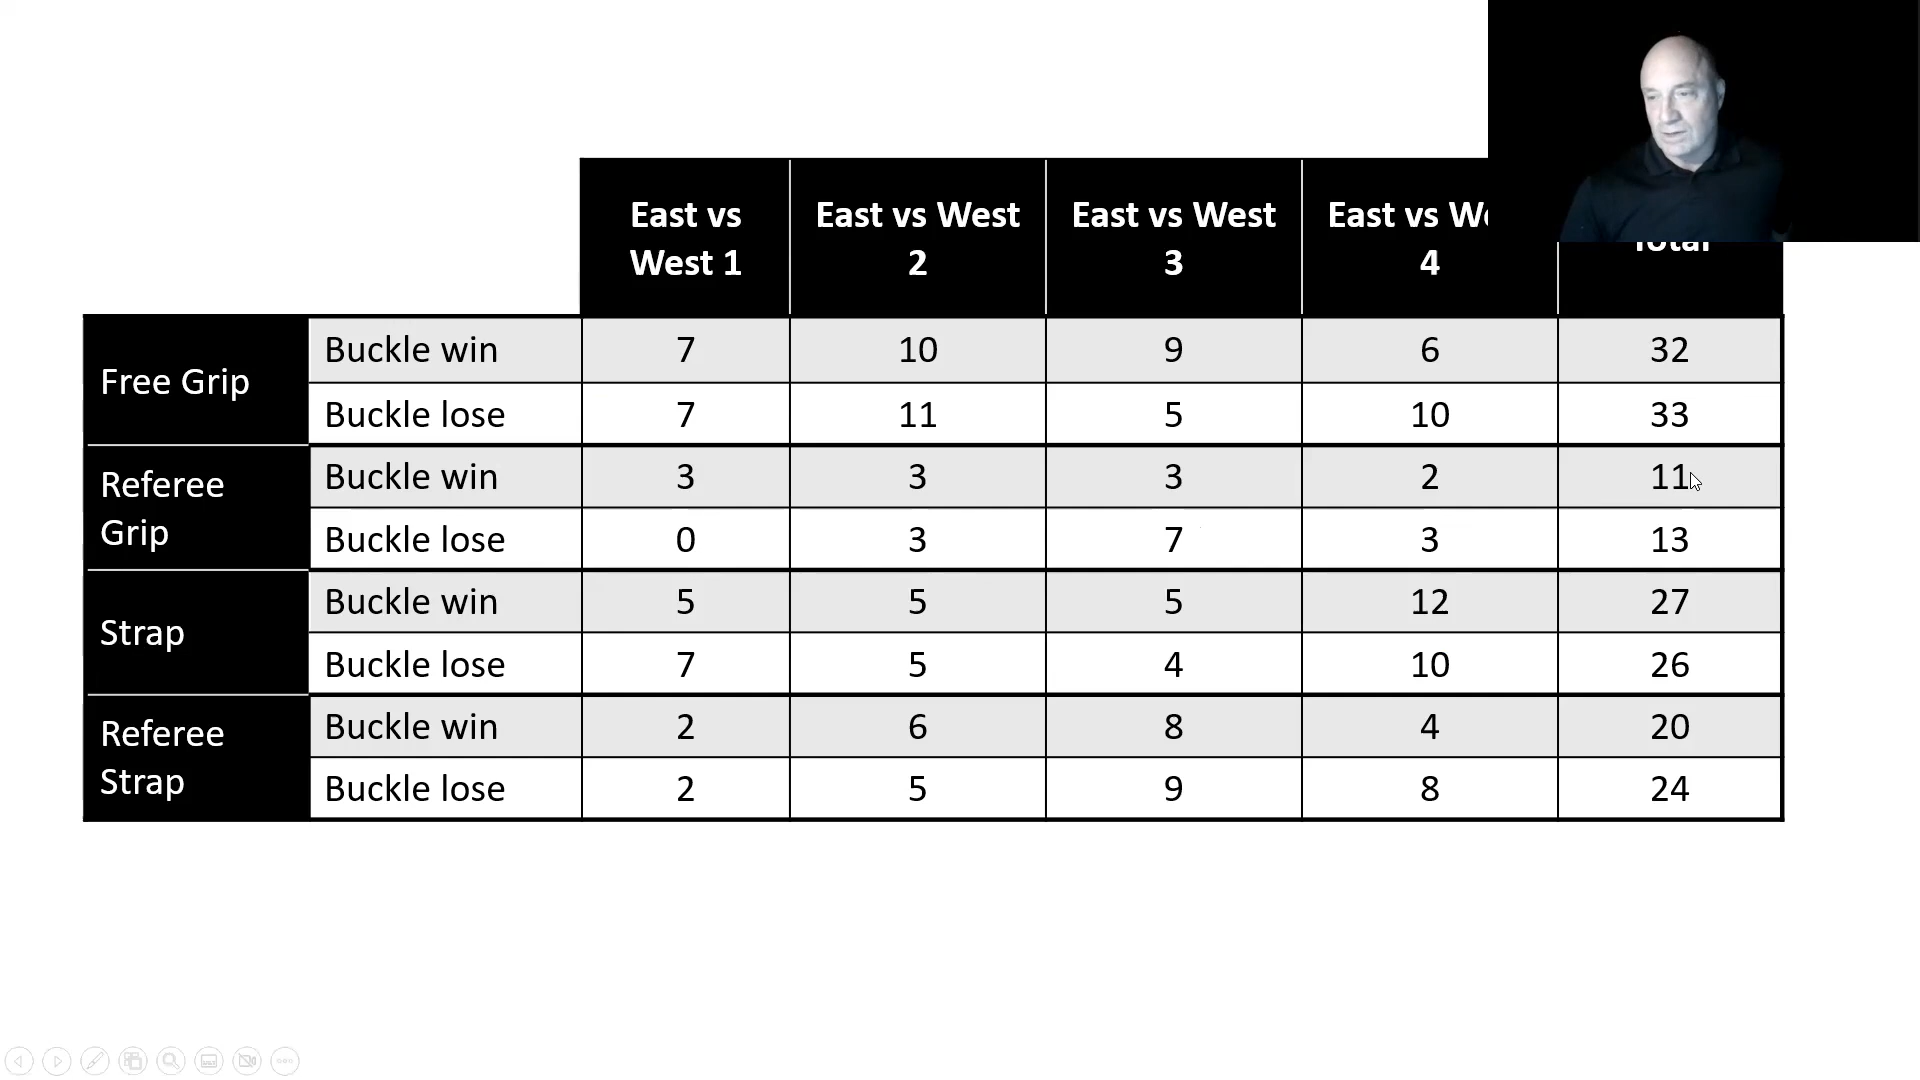 East vs
West 1
East vs West
2
East vs West
3
East vs
4
Total
Free Grip
Buckle win 7 10 9 6 32
Buckle lose 7 11 5 10 33
Referee
Grip
Buckle win 3 3 3 2 11
Buckle lose 0 3 7 3 13
Strap
Buckle win 5 5 5 12 27
Buckle lose 7 5 4 10 26
Referee
Strap
Buckle win 2 6 8 4 20
Buckle lose 2 5 9 8 24